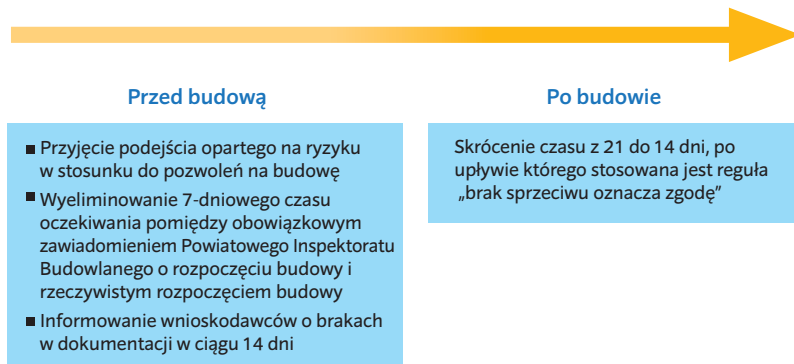 Przed budową
■ Przyjęcie podejścia opartego na ryzyku
w stosunku do pozwoleń na budowę
■ Wyeliminowanie 7-dniowego czasu
oczekiwania pomiędzy obowiązkowym
zawiadomieniem Powiatowego Inspektoratu
Budowlanego o rozpoczęciu budowy i
rzeczywistym rozpoczęciem budowy
■ Informowanie wnioskodawców o brakach
w dokumentacji w ciągu 14 dni
Po budowie
Skrócenie czasu z 21 do 14 dni, po
upływie którego stosowana jest reguła
„brak sprzeciwu oznacza zgodę”